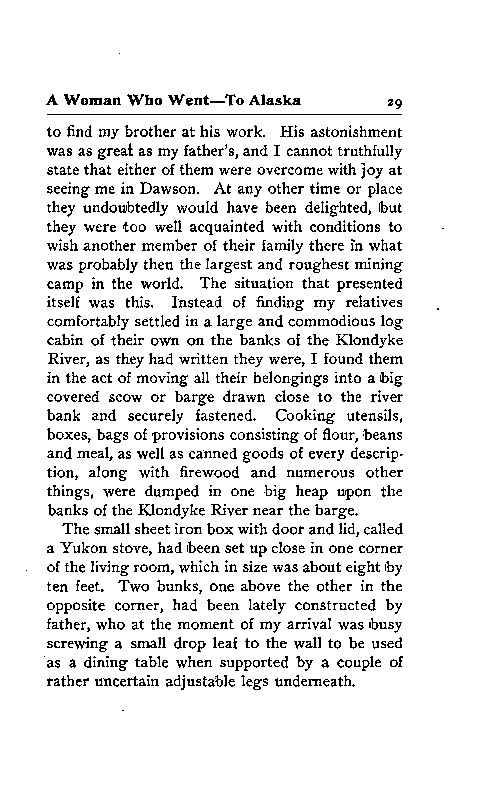 A Woman Who Went—To Alaska 29
to find my brother at his work. His astonishment
was as great as my father's, and I cannot truthfully
state that either of them were overcome with joy at
seeing me in Dawson. At any other time or place
they undoubtedly would have been delighted, but
they were too well acquainted with conditions to
wish another member of their family there in what
was probably then the largest and roughest mining
camp in the world. The situation that presented
itself was this. Instead of finding my relatives
comfortably settled in a large and commodious log
cabin of their own on the banks of the Klondyke
River, as they had written they were, I found them
in the act of moving all their belongings into a big
covered scow or barge drawn close to the river
bank and securely fastened. Cooking utensils,
boxes, bags of provisions consisting of flour, beans
and meal, as well as canned goods of every descrip-
tion, along with firewood and numerous other
things, were dumped in one big heap upon the
banks of the Klondyke River near the barge.
The small sheet iron box with door and lid, called
a Yukon stove, had been set up close in one corner
of the living room, which in size was about eight by
ten feet. Two bunks, one above the other in the
opposite corner, had been lately constructed by
father, who at the moment of my arrival was busy
screwing a small drop leaf to the wall to be used
as a dining table when supported by a couple of
rather uncertain adjustable legs underneath.